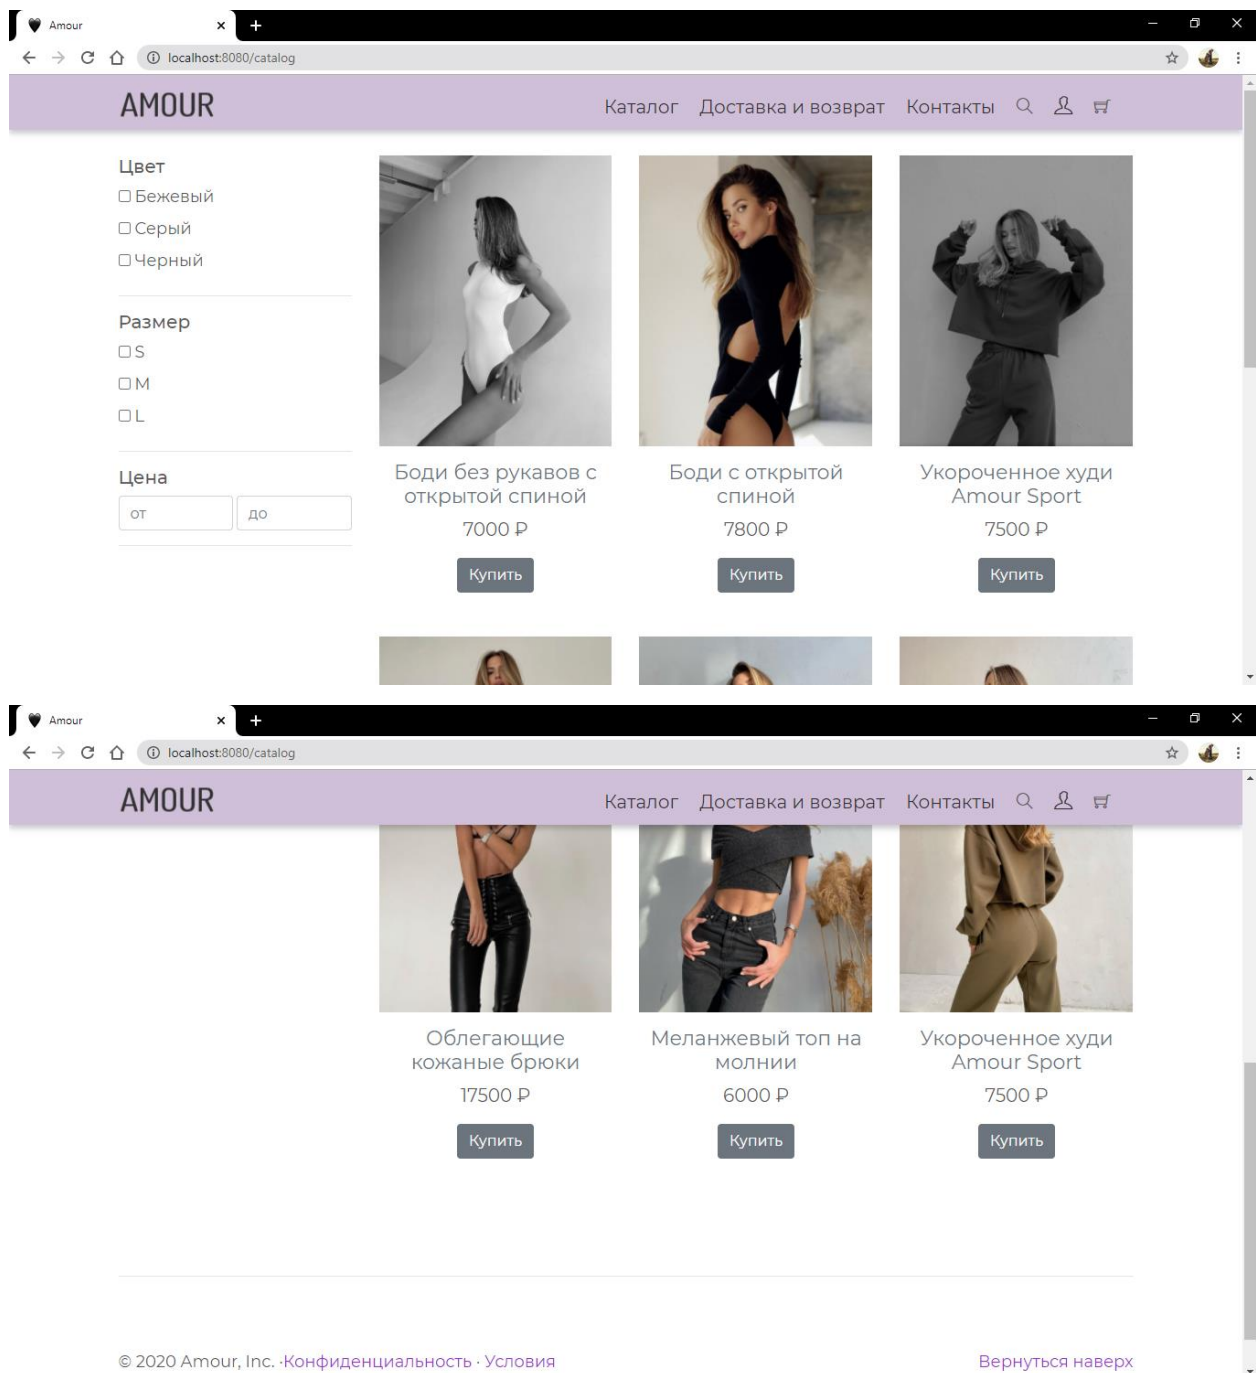 Amour
localhost:8080/catalog
AMOUR
Каталог Доставка и возврат Контакты
Цвет
Бежевый
Серый
Черный
Размер
S
M
L
Цена
от до
Боди без рукавов с
открытой спиной
7000 ₽
Купить
Боди с открытой
спиной
7800 ₽
Купить
Укороченное худи
Amour Sport
7500 ₽
Купить
Amour
localhost:8080/catalog
AMOUR
Каталог Доставка и возврат Контакты
Облегающие
кожаные брюки
17500 ₽
Купить
Меланжевый топ на
молнии
6000 ₽
Купить
Укороченное худи
Amour Sport
7500 ₽
Купить
© 2020 Amour, Inc. ·Конфиденциальность · Условия
Вернуться наверх